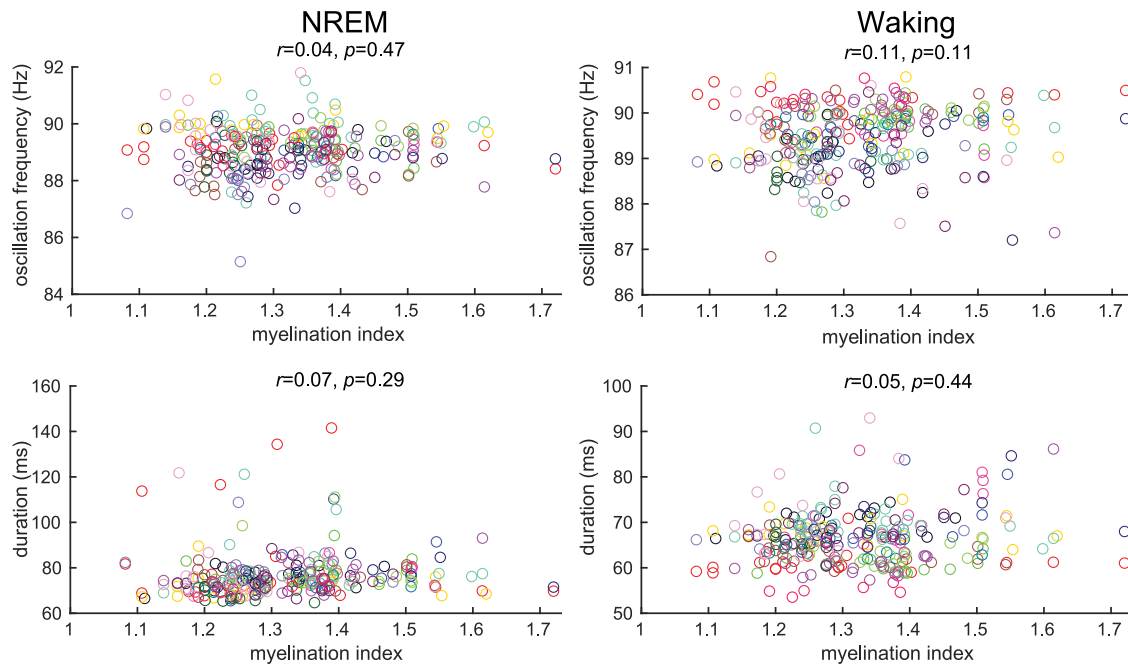 NREM
Waking
r=0.04, p=0.47
r=0.11, p=0.11
oscillation frequency (Hz)
92
90
88
86
84
1 1.1 1.2 1.3 1.4 1.5 1.6 1.7
myelination index
oscillation frequency (Hz)
91
90
89
88
87
86
1 1.1 1.2 1.3 1.4 1.5 1.6 1.7
myelination index
r=0.07, p=0.29
r=0.05, p=0.44
duration (ms)
160
140
120
100
80
60
1 1.1 1.2 1.3 1.4 1.5 1.6 1.7
myelination index
duration (ms)
100
90
80
70
60
50
1 1.1 1.2 1.3 1.4 1.5 1.6 1.7
myelination index